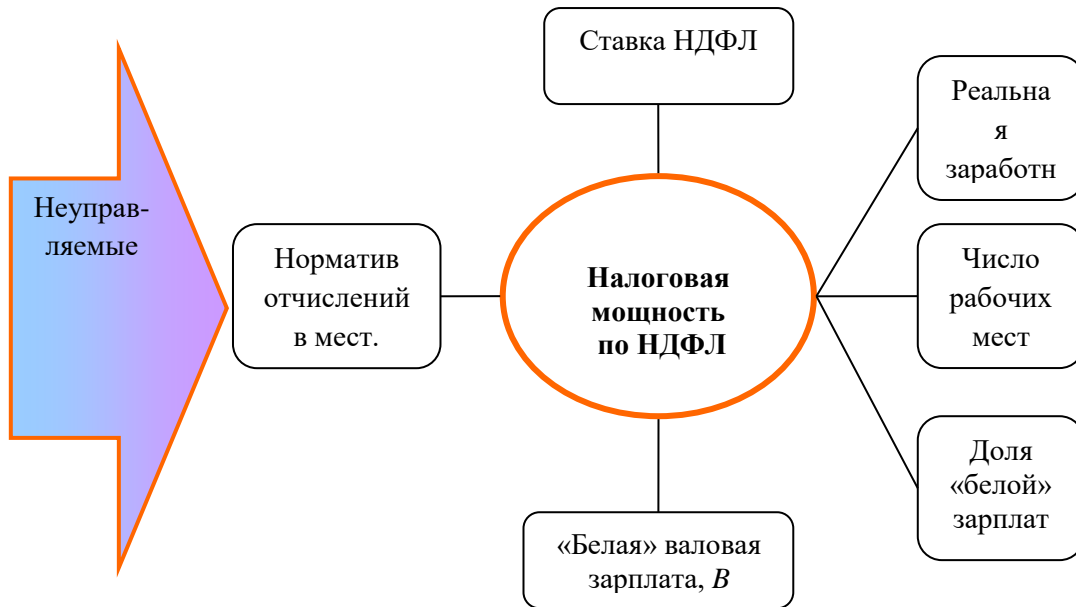 Ставка НДФЛ
Реальна
я
заработн
Неуправ-
ляемые
Норматив
отчислений
в мест.
Налоговая
мощность
по НДФЛ
Число
рабочих
мест
Доля
«белой»
зарплат
«Белая» валовая
зарплата, В